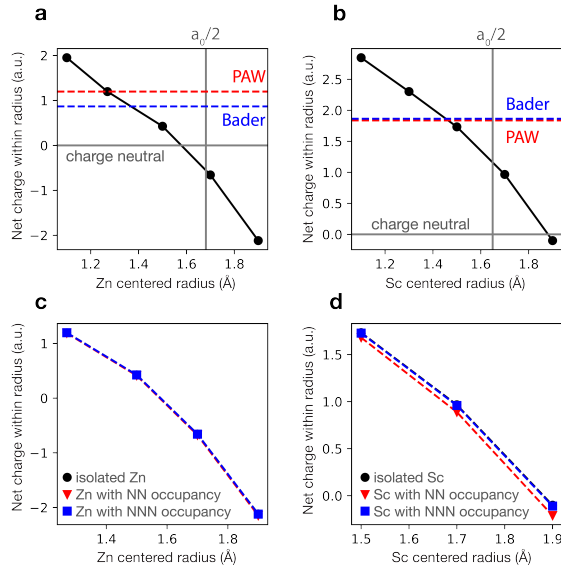 a
a₀/2
Net charge within radius (a.u.)
2
1
0
−1
−2
PAW
Bader
charge neutral
1.2
1.4
1.6
1.8
Zn centered radius (Å)
b
a₀/2
Net charge within radius (a.u.)
2.5
2.0
1.5
1.0
0.5
0.0
Bader
PAW
charge neutral
1.2
1.4
1.6
1.8
Sc centered radius (Å)
c
Net charge within radius (a.u.)
1
0
−1
−2
isolated Zn
Zn with NN occupancy
Zn with NNN occupancy
1.4
1.6
1.8
Zn centered radius (Å)
d
Net charge within radius (a.u.)
1.5
1.0
0.5
0.0
isolated Sc
Sc with NN occupancy
Sc with NNN occupancy
1.5
1.6
1.7
1.8
1.9
Sc centered radius (Å)